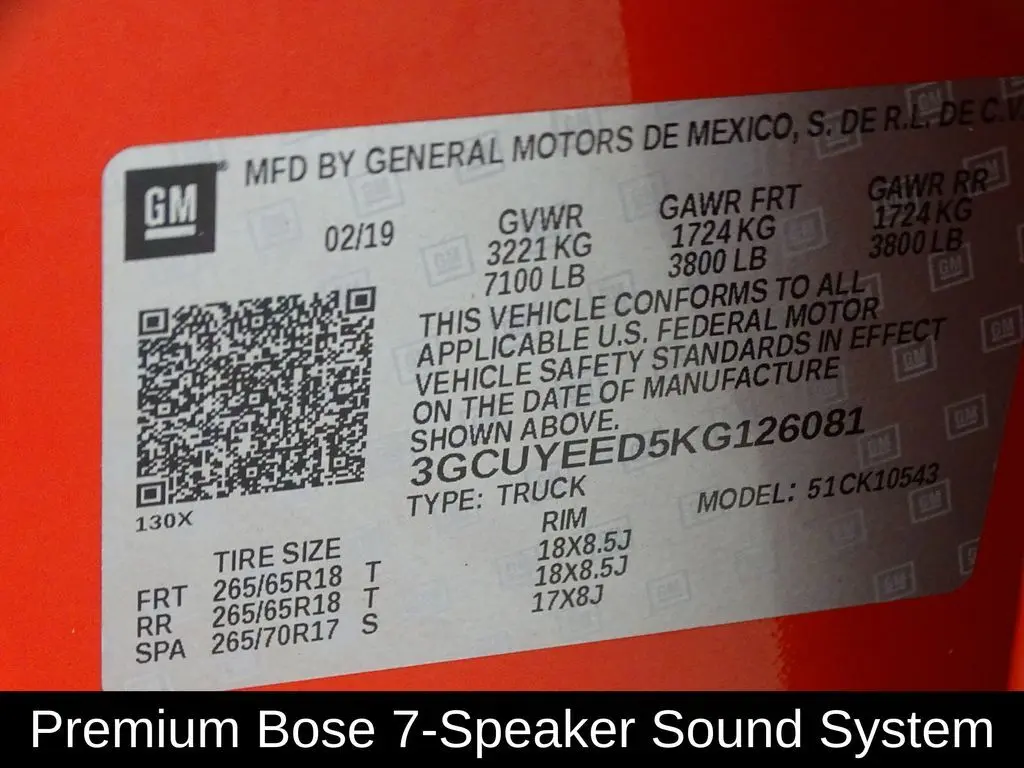 GM
MFD BY GENERAL MOTORS DE MEXICO, S. DE R.L. DE C.V.
02/19
GVWR GAWR FRT GAWR RR
3221 KG 1724 KG 1724 KG
7100 LB 3800 LB 3800 LB
THIS VEHICLE CONFORMS TO ALL
APPLICABLE U.S. FEDERAL MOTOR
VEHICLE SAFETY STANDARDS IN EFFECT
ON THE DATE OF MANUFACTURE
SHOWN ABOVE.
3GCUYEED5KG126081
TYPE: TRUCK MODEL: 51CK10543
130X
TIRE SIZE RIM
FRT 265/65R18 T 18X8.5J
RR 265/65R18 T 18X8.5J
SPA 265/70R17 S 17X8J
Premium Bose 7-Speaker Sound System